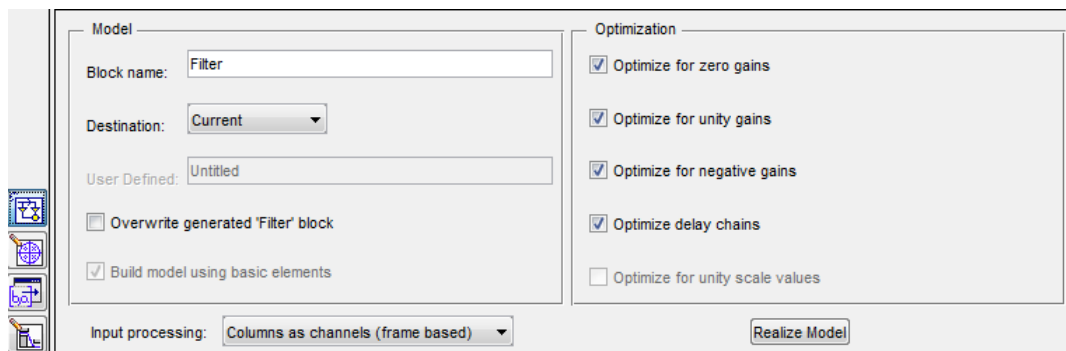 Model
Block name: Filter
Destination: Current
User Defined: Untitled
Overwrite generated 'Filter' block
Build model using basic elements
Optimization
Optimize for zero gains
Optimize for unity gains
Optimize for negative gains
Optimize delay chains
Optimize for unity scale values
Input processing: Columns as channels (frame based)
Realize Model